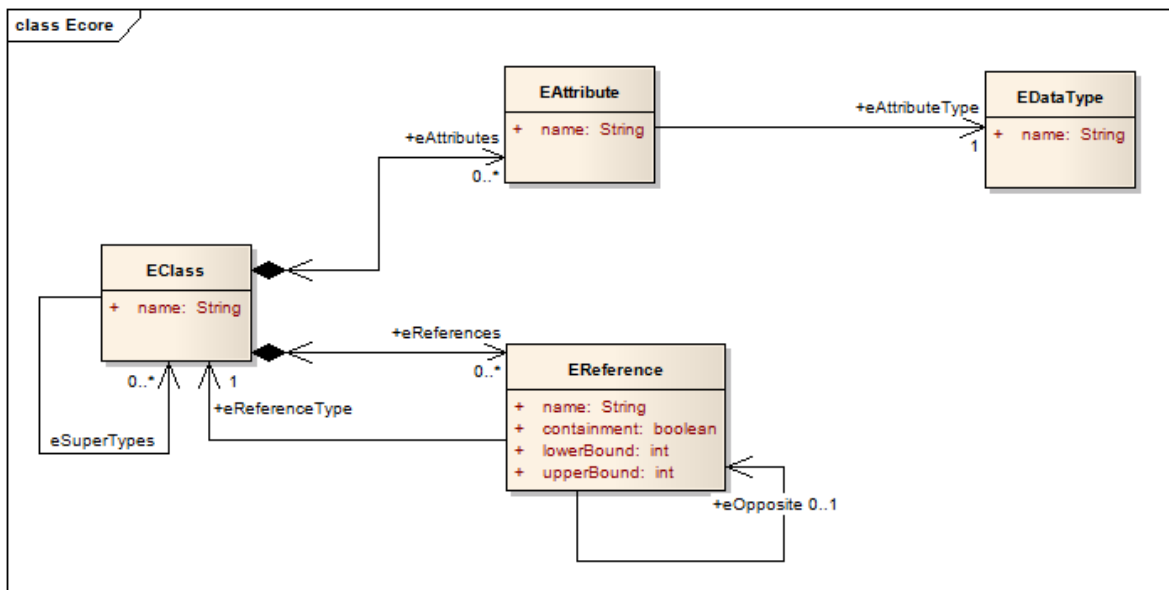 class Ecore
EAttribute
+ name: String
EDataType
+ name: String
+eAttributeType
1
+eAttributes
0..*
EClass
+ name: String
+eReferences
0..*
0..*
1
+eReferenceType
eSuperTypes
EReference
+ name: String
+ containment: boolean
+ lowerBound: int
+ upperBound: int
+eOpposite 0..1